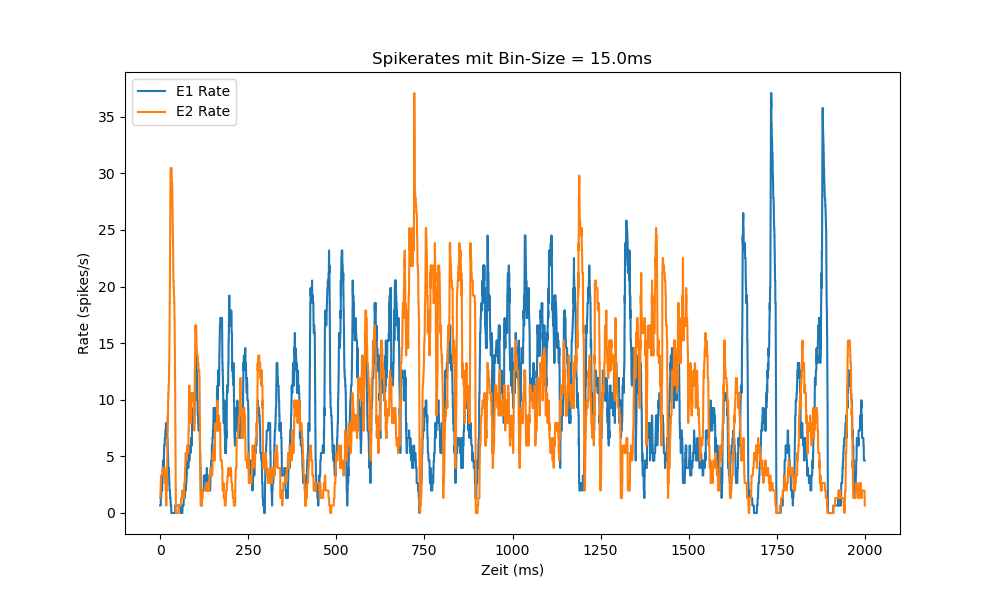 Spikerates mit Bin-Size = 15.0ms
E1 Rate
E2 Rate
Rate (spikes/s)
35
30
25
20
15
10
5
0
0 250 500 750 1000 1250 1500 1750 2000
Zeit (ms)